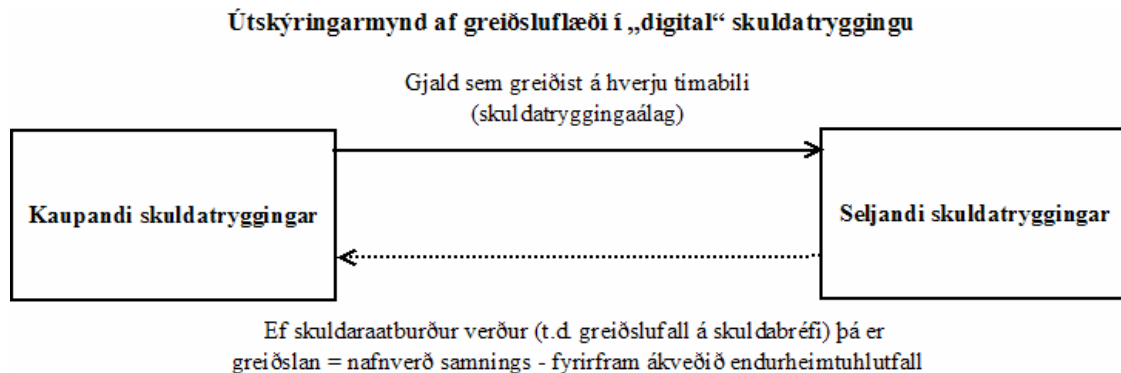 Útskýringarmynd af greiðsluflæði í „digital“ skuldatryggingu
Gjald sem greiðist á hverju tímabili
(skuldatryggingaálag)
Kaupandi skuldatryggingar
Seljandi skuldatryggingar
Ef skuldaraatburður verður (t.d. greiðslufall á skuldabréfi) þá er
greiðslan = nafnverð samnings - fyrirfram ákveðið endurheimtuhlutfall